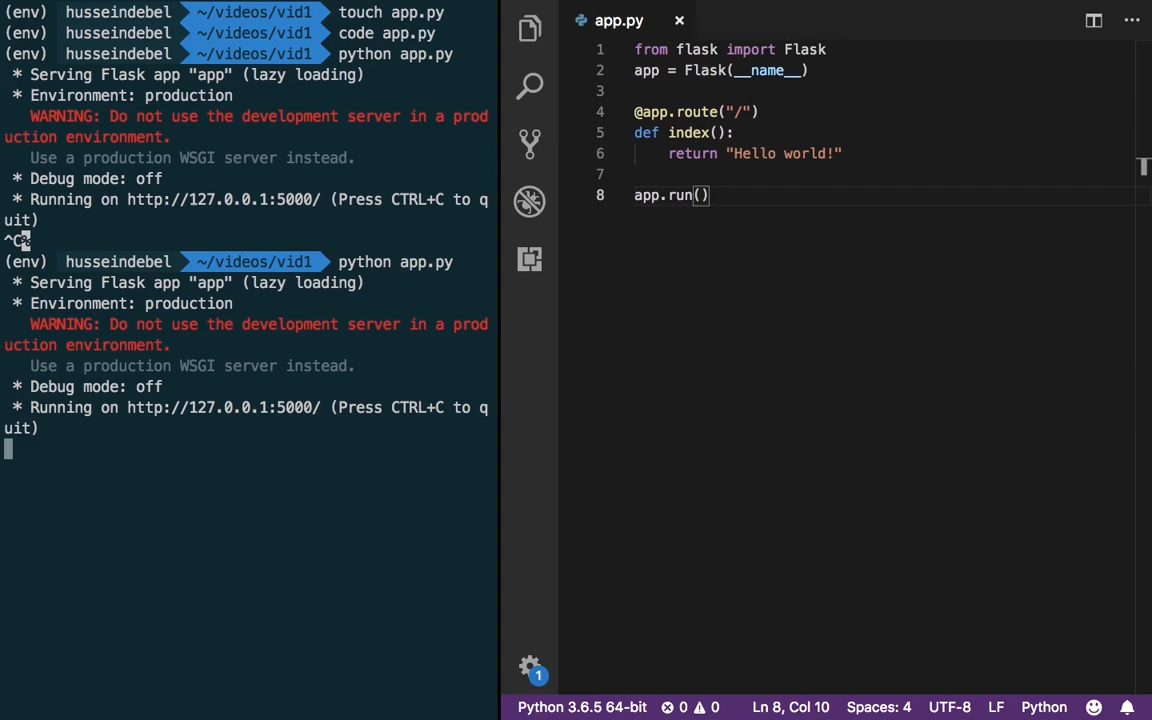 (env) husseindebel ~/videos/vid1 touch app.py
(env) husseindebel ~/videos/vid1 code app.py
(env) husseindebel ~/videos/vid1 python app.py
* Serving Flask app "app" (lazy loading)
* Environment: production
WARNING: Do not use the development server in a prod
uction environment.
Use a production WSGI server instead.
* Debug mode: off
* Running on http://127.0.0.1:5000/ (Press CTRL+C to q
uit)
^C%
(env) husseindebel ~/videos/vid1 python app.py
* Serving Flask app "app" (lazy loading)
* Environment: production
WARNING: Do not use the development server in a prod
uction environment.
Use a production WSGI server instead.
* Debug mode: off
* Running on http://127.0.0.1:5000/ (Press CTRL+C to q
uit)
app.py
1 from flask import Flask
2 app = Flask(__name__)
3
4 @app.route("/")
5 def index():
6 return "Hello world!"
7
8 app.run()
1
Python 3.6.5 64-bit 0 0 Ln 8, Col 10 Spaces: 4 UTF-8 LF Python